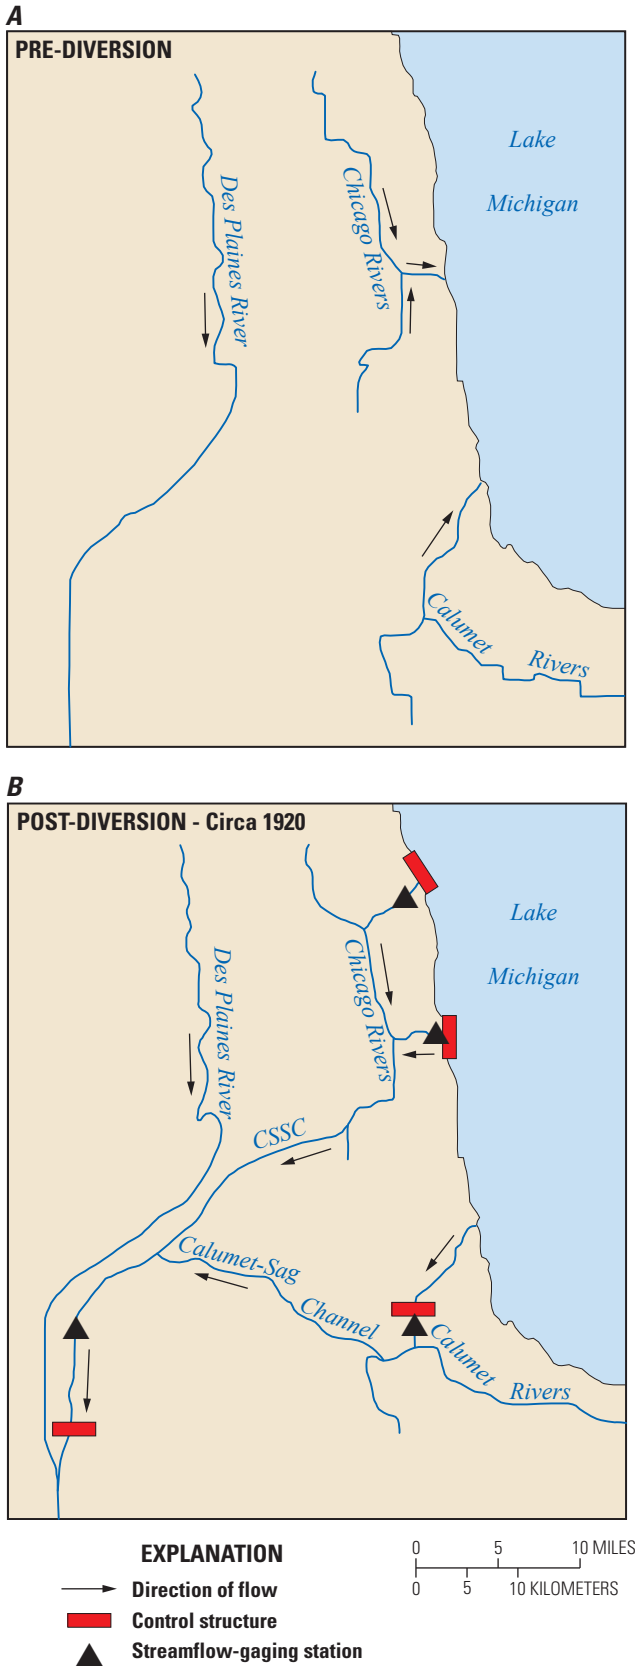 A
PRE-DIVERSION
Lake
Michigan
Des Plaines River
Chicago Rivers
Calumet
Rivers
B
POST-DIVERSION - Circa 1920
Lake
Michigan
Des Plaines River
Chicago Rivers
CSSC
Calumet-Sag
Channel
Calumet
Rivers
EXPLANATION
Direction of flow
Control structure
Streamflow-gaging station
0 5 10 MILES
0 5 10 KILOMETERS